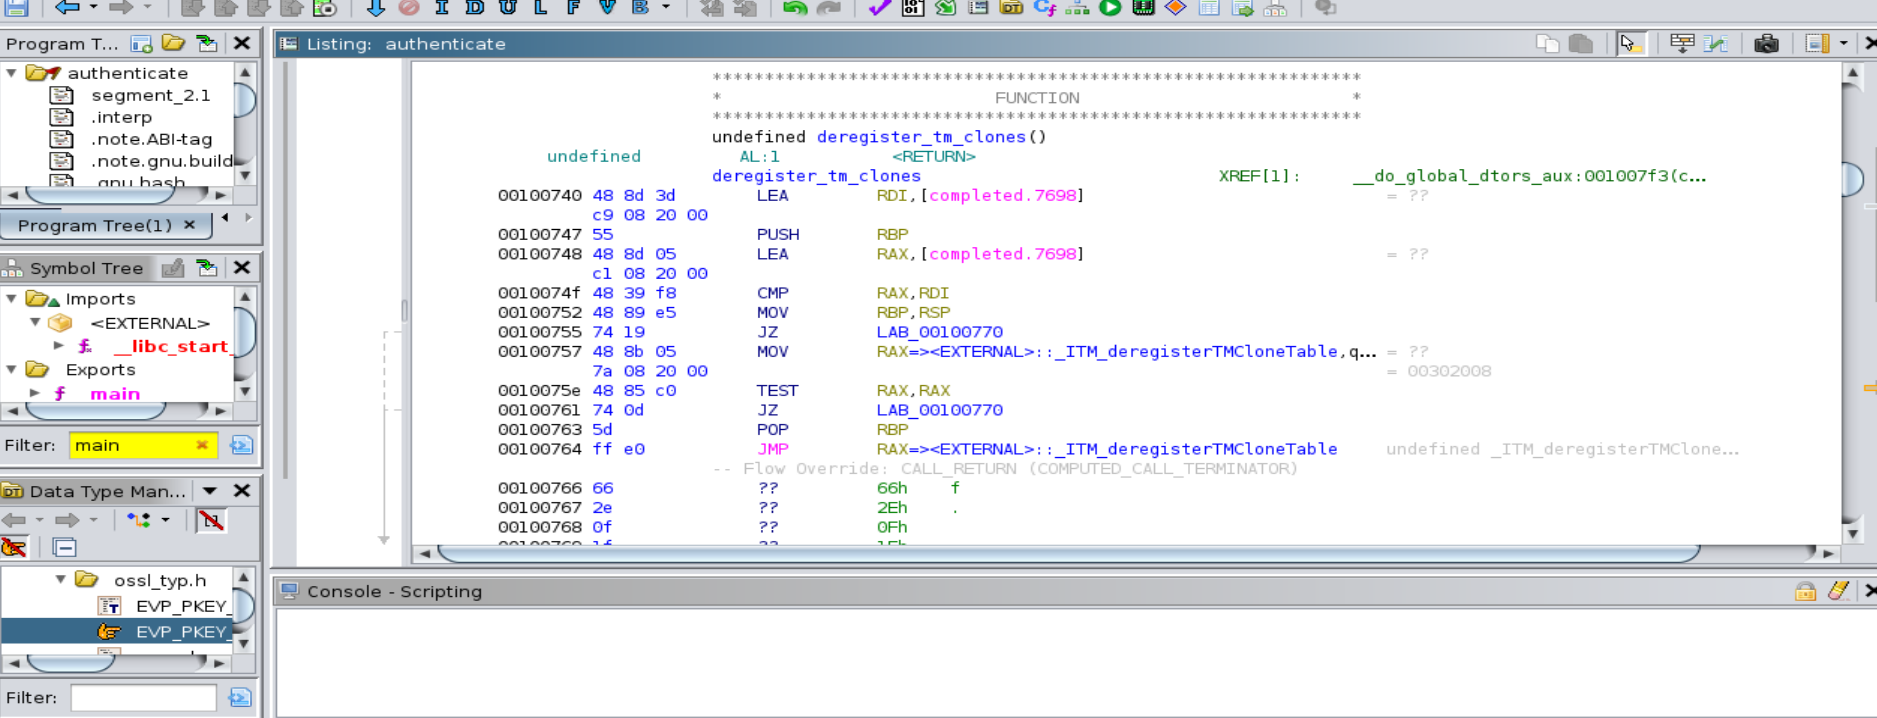 I D U L F V B
Program T...
authenticate
segment_2.1
.interp
.note.ABI-tag
.note.gnu.build
.gnu.hash
Program Tree(1)
Symbol Tree
Imports
<EXTERNAL>
__libc_start_
Exports
f main
Filter: main
Data Type Man...
ossl_typ.h
EVP_PKEY_
EVP_PKEY_
Filter:
Listing: authenticate
**************************************************************
* FUNCTION *
**************************************************************
undefined deregister_tm_clones()
undefined AL:1 <RETURN>
deregister_tm_clones XREF[1]: __do_global_dtors_aux:001007f3(c...
00100740 48 8d 3d LEA RDI,[completed.7698] = ??
c9 08 20 00
00100747 55 PUSH RBP
00100748 48 8d 05 LEA RAX,[completed.7698] = ??
c1 08 20 00
0010074f 48 39 f8 CMP RAX,RDI
00100752 48 89 e5 MOV RBP,RSP
00100755 74 19 JZ LAB_00100770
00100757 48 8b 05 MOV RAX=><EXTERNAL>::_ITM_deregisterTMCloneTable,q... = ??
7a 08 20 00 = 00302008
0010075e 48 85 c0 TEST RAX,RAX
00100761 74 0d JZ LAB_00100770
00100763 5d POP RBP
00100764 ff e0 JMP RAX=><EXTERNAL>::_ITM_deregisterTMCloneTable undefined _ITM_deregisterTMClone...
-- Flow Override: CALL_RETURN (COMPUTED_CALL_TERMINATOR)
00100766 66 ?? 66h f
00100767 2e ?? 2Eh .
00100768 0f ?? 0Fh
00100769 1f ?? 1Fh
Console - Scripting